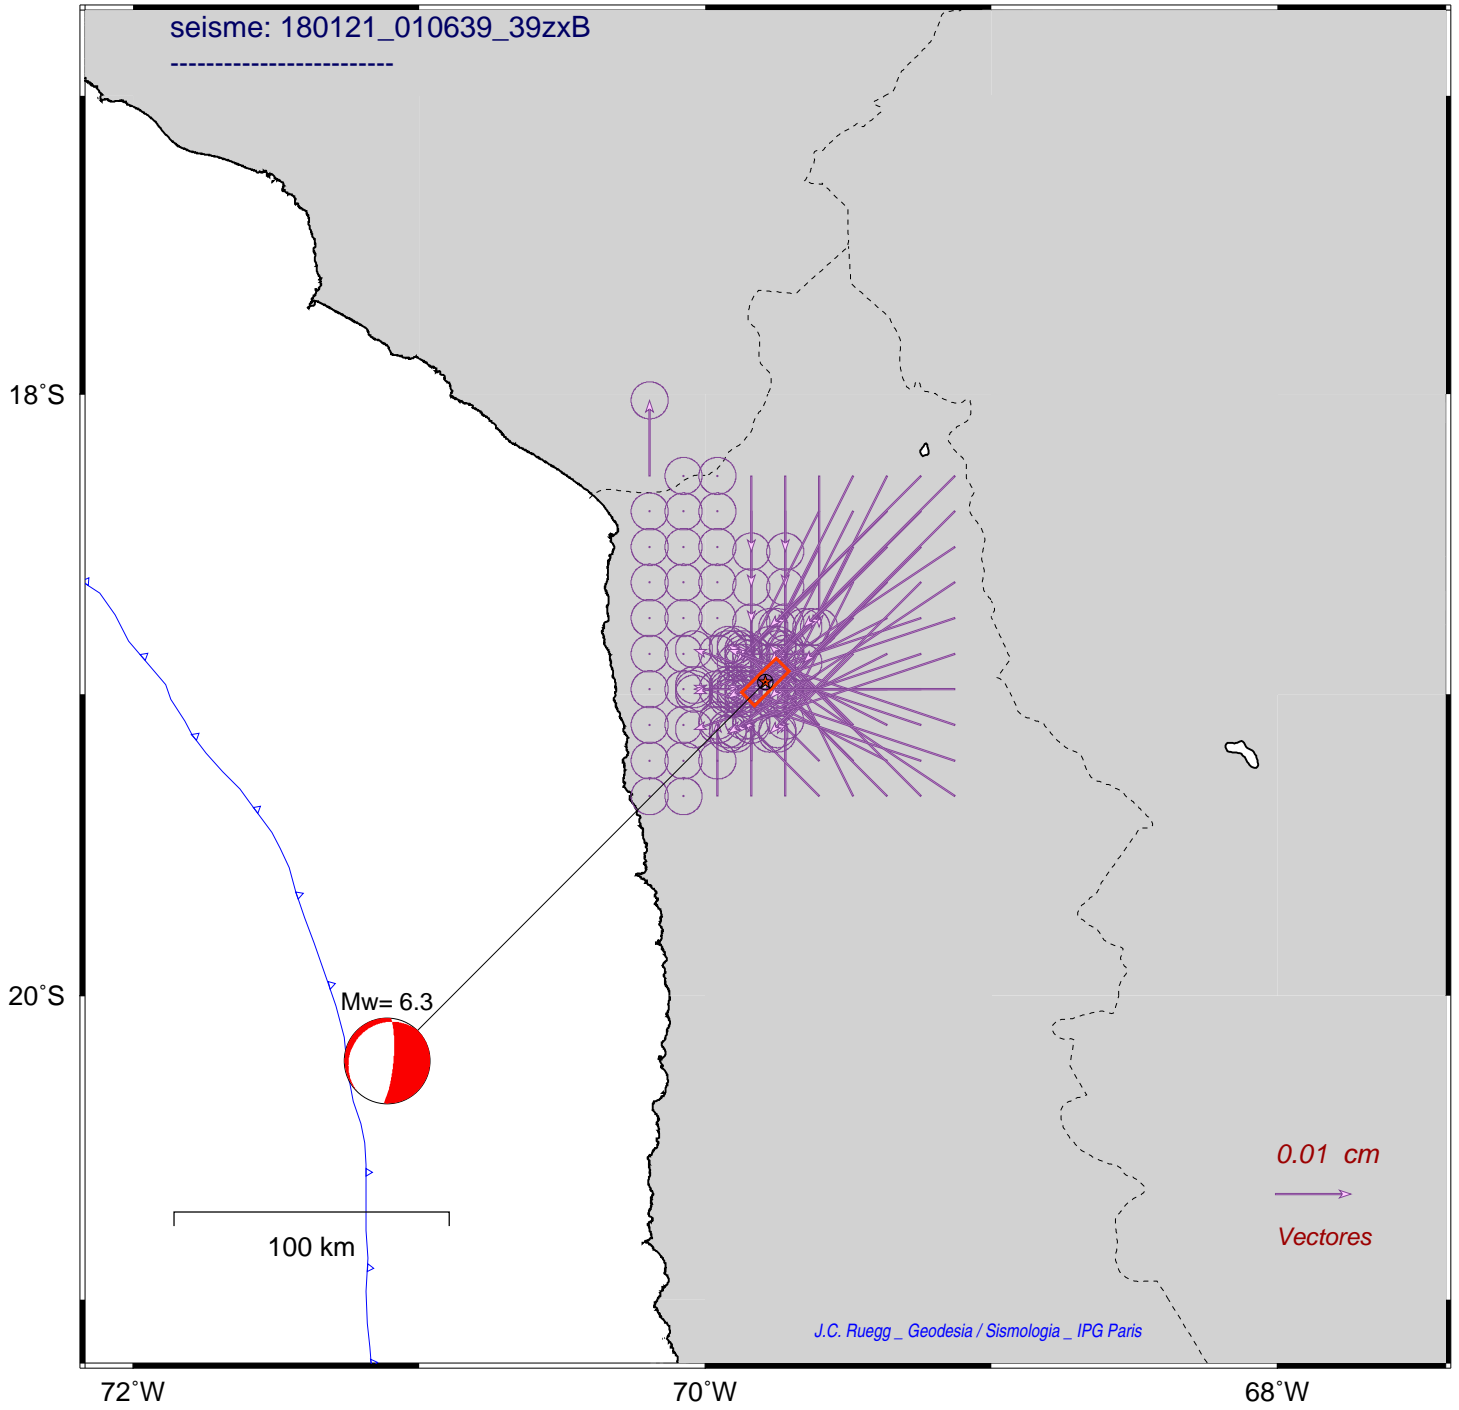 seisme: 180121_010639_39zxB
-------------------------
18°S
20°S
Mw= 6.3
100 km
0.01 cm
Vectores
J.C. Ruegg _ Geodesia / Sismologia _ IPG Paris
72°W
70°W
68°W